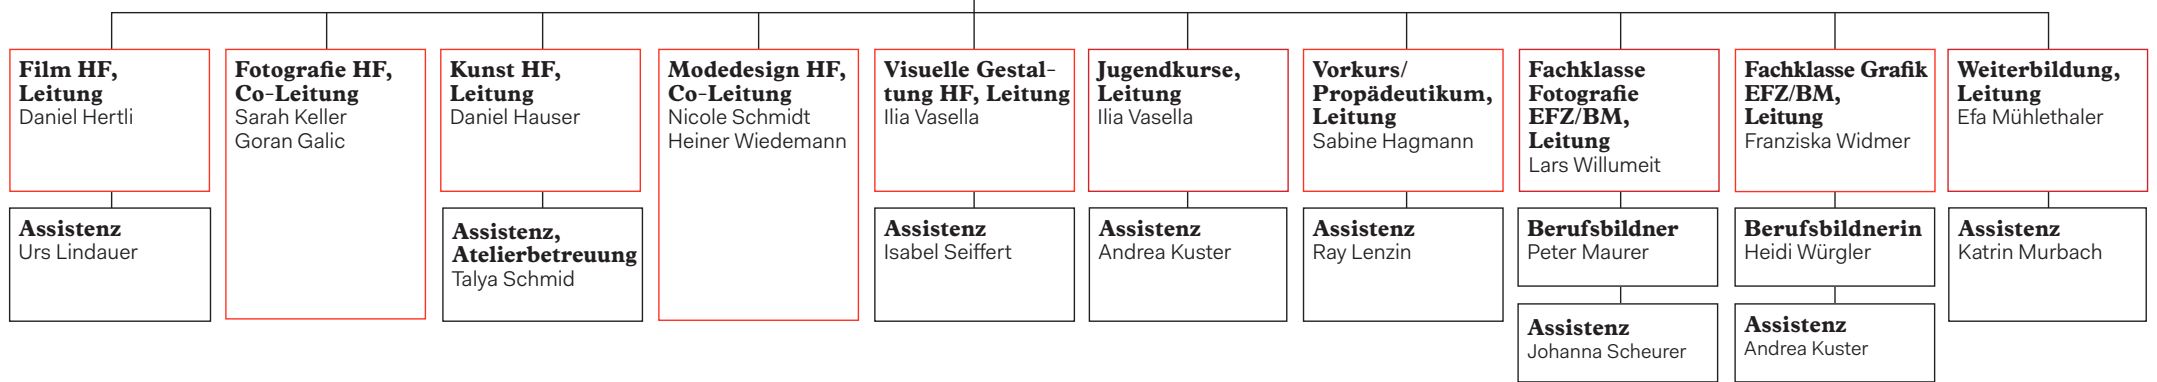 Film HF,
Leitung
Daniel Hertli
Assistenz
Urs Lindauer
Fotografie HF,
Co-Leitung
Sarah Keller
Goran Galic
Kunst HF,
Leitung
Daniel Hauser
Assistenz,
Atelierbetreuung
Talya Schmid
Modedesign HF,
Co-Leitung
Nicole Schmidt
Heiner Wiedemann
Visuelle Gestal-
tung HF, Leitung
Ilia Vasella
Assistenz
Isabel Seiffert
Jugendkurse,
Leitung
Ilia Vasella
Assistenz
Andrea Kuster
Vorkurs/
Propädeutikum,
Leitung
Sabine Hagmann
Assistenz
Ray Lenzin
Fachklasse
Fotografie
EFZ/BM,
Leitung
Lars Willumeit
Berufsbildner
Peter Maurer
Assistenz
Johanna Scheurer
Fachklasse Grafik
EFZ/BM,
Leitung
Franziska Widmer
Berufsbildnerin
Heidi Würgler
Assistenz
Andrea Kuster
Weiterbildung,
Leitung
Efa Mühlethaler
Assistenz
Katrin Murbach